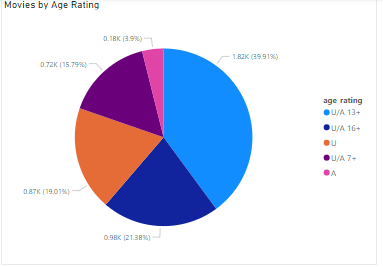 Movies by Age Rating
0.18K (3.9%)
1.82K (39.91%)
0.72K (15.79%)
age rating
U/A 13+
U/A 16+
U
U/A 7+
A
0.87K (19.01%)
0.98K (21.38%)